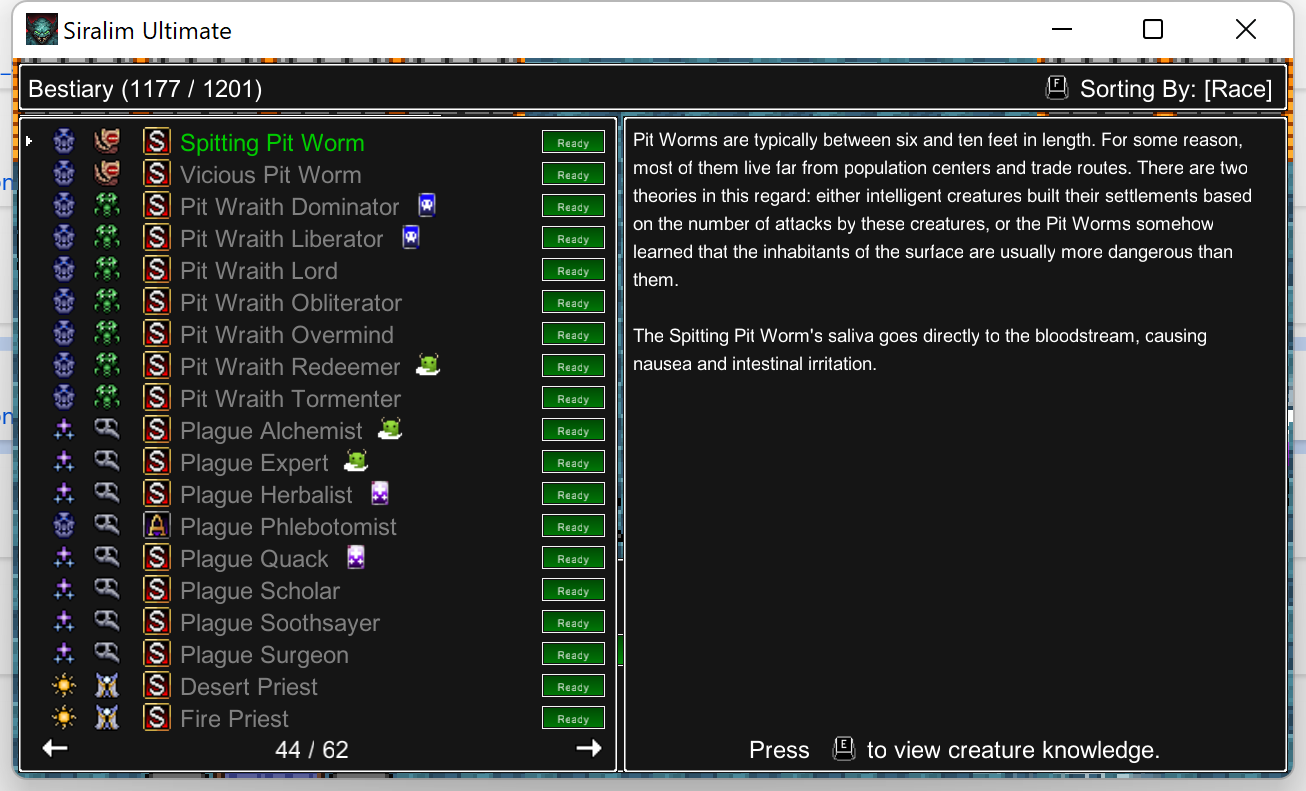 Siralim Ultimate
Bestiary (1177 / 1201)
F Sorting By: [Race]
S Spitting Pit Worm Ready
S Vicious Pit Worm Ready
S Pit Wraith Dominator Ready
S Pit Wraith Liberator Ready
S Pit Wraith Lord Ready
S Pit Wraith Obliterator Ready
S Pit Wraith Overmind Ready
S Pit Wraith Redeemer Ready
S Pit Wraith Tormenter Ready
S Plague Alchemist Ready
S Plague Expert Ready
S Plague Herbalist Ready
A Plague Phlebotomist Ready
S Plague Quack Ready
S Plague Scholar Ready
S Plague Soothsayer Ready
S Plague Surgeon Ready
S Desert Priest Ready
S Fire Priest Ready
44 / 62
Pit Worms are typically between six and ten feet in length. For some reason,
most of them live far from population centers and trade routes. There are two
theories in this regard: either intelligent creatures built their settlements based
on the number of attacks by these creatures, or the Pit Worms somehow
learned that the inhabitants of the surface are usually more dangerous than
them.
The Spitting Pit Worm's saliva goes directly to the bloodstream, causing
nausea and intestinal irritation.
Press E to view creature knowledge.